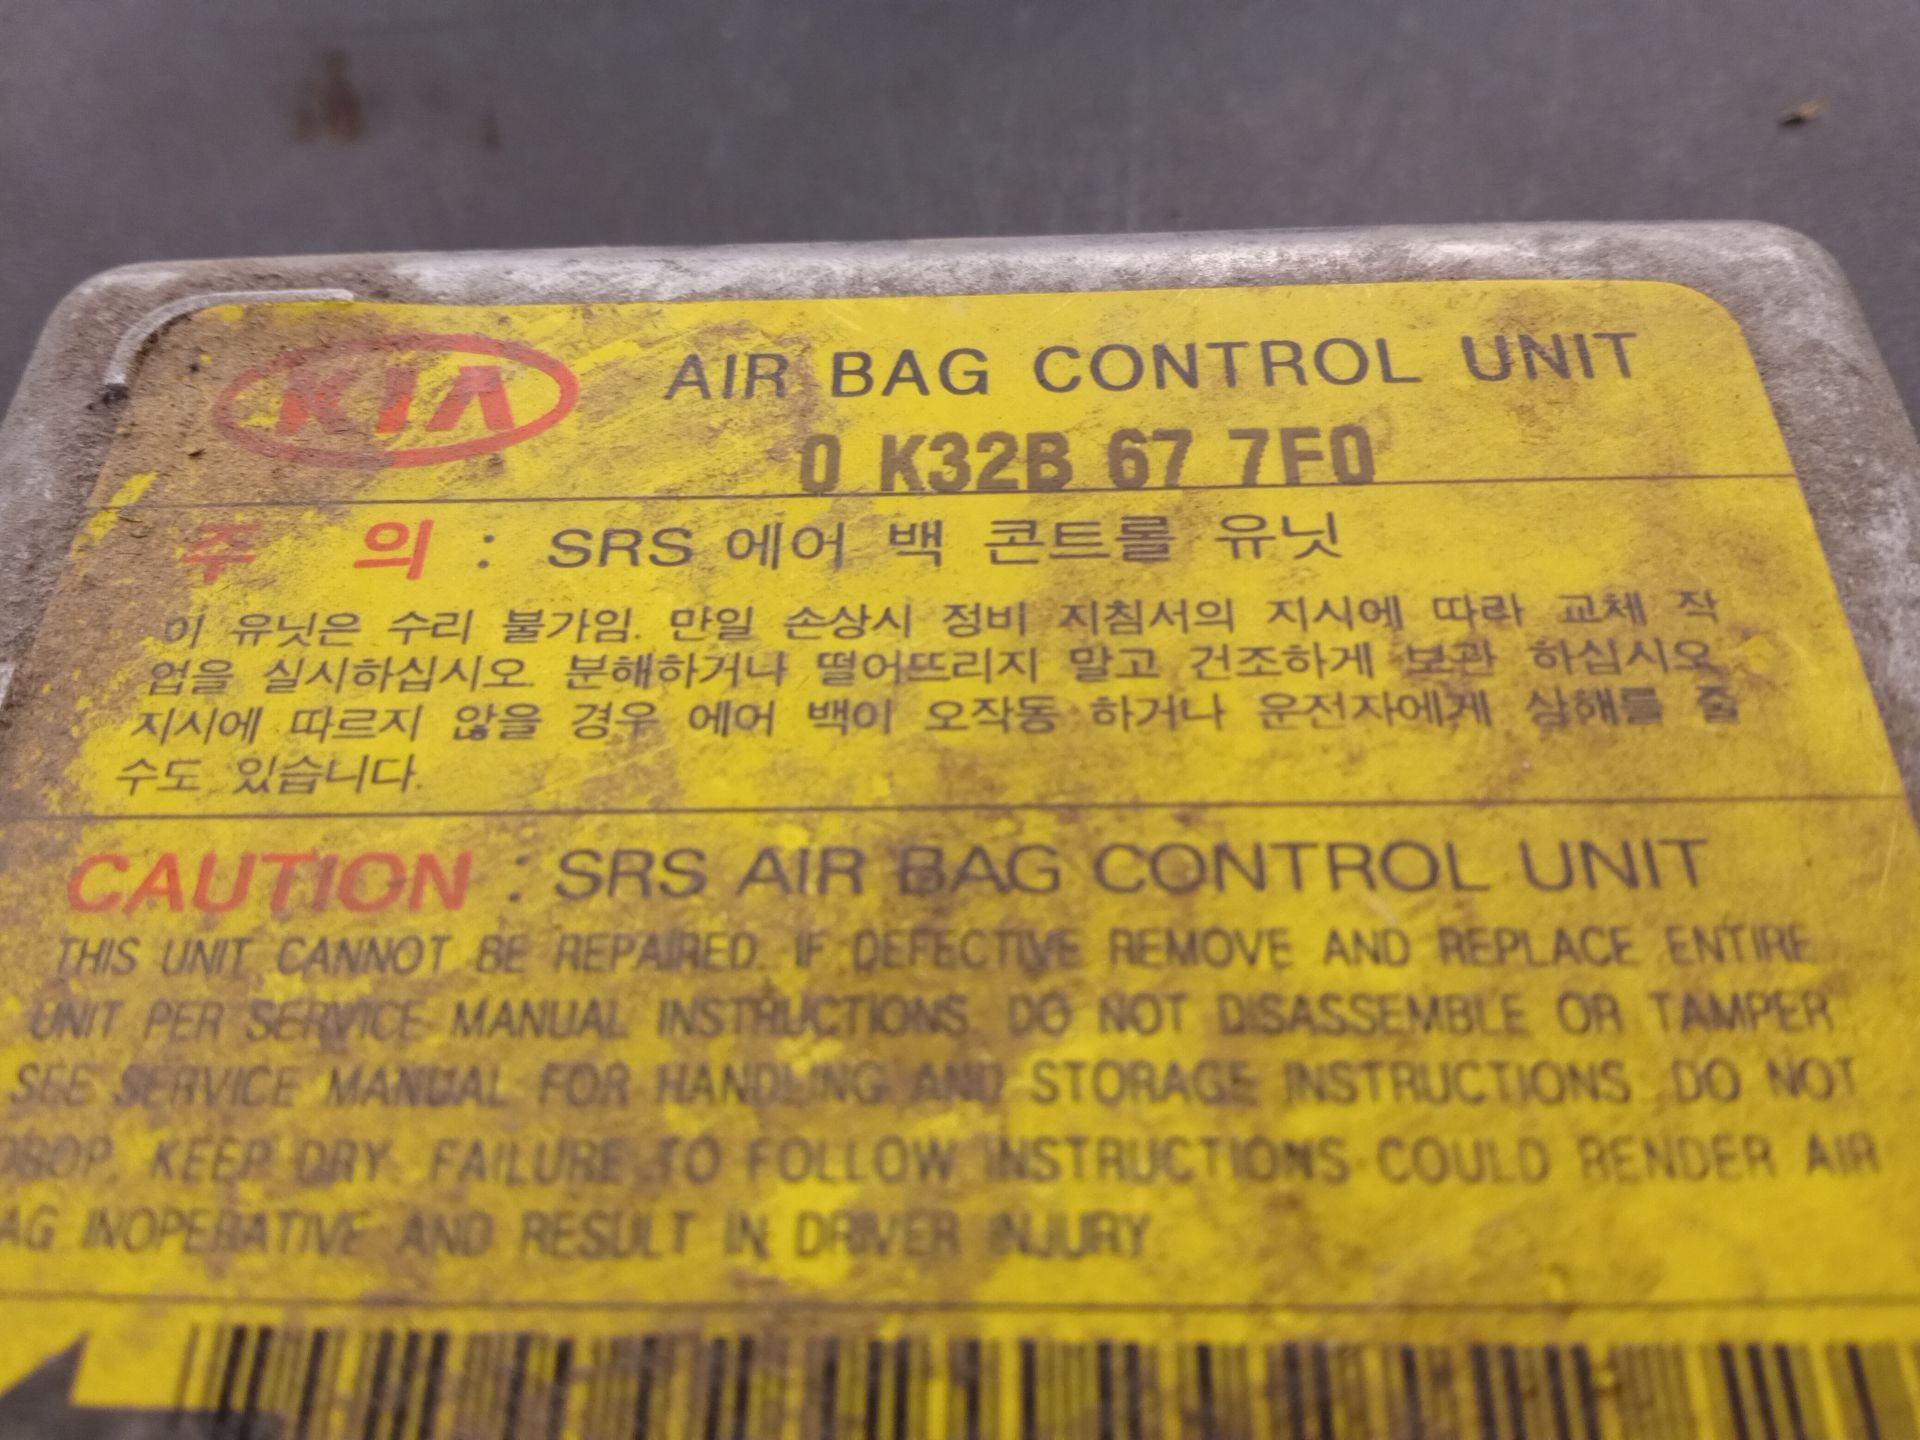 KIA AIR BAG CONTROL UNIT
0 K32B 67 7F0
주 의 : SRS 에어 백 콘트롤 유닛
이 유닛은 수리 불가임. 만일 손상시 정비 지침서의 지시에 따라 교체 작
업을 실시하십시오. 분해하거나 떨어뜨리지 말고 건조하게 보관 하십시오
지시에 따르지 않을 경우 에어 백이 오작동 하거나 운전자에게 상해를 줄
수도 있습니다.
CAUTION : SRS AIR BAG CONTROL UNIT
THIS UNIT CANNOT BE REPAIRED. IF DEFECTIVE REMOVE AND REPLACE ENTIRE
UNIT PER SERVICE MANUAL INSTRUCTIONS. DO NOT DISASSEMBLE OR TAMPER.
SEE SERVICE MANUAL FOR HANDLING AND STORAGE INSTRUCTIONS. DO NOT
DROP. KEEP DRY. FAILURE TO FOLLOW INSTRUCTIONS COULD RENDER AIR
AG INOPERATIVE AND RESULT IN DRIVER INJURY.